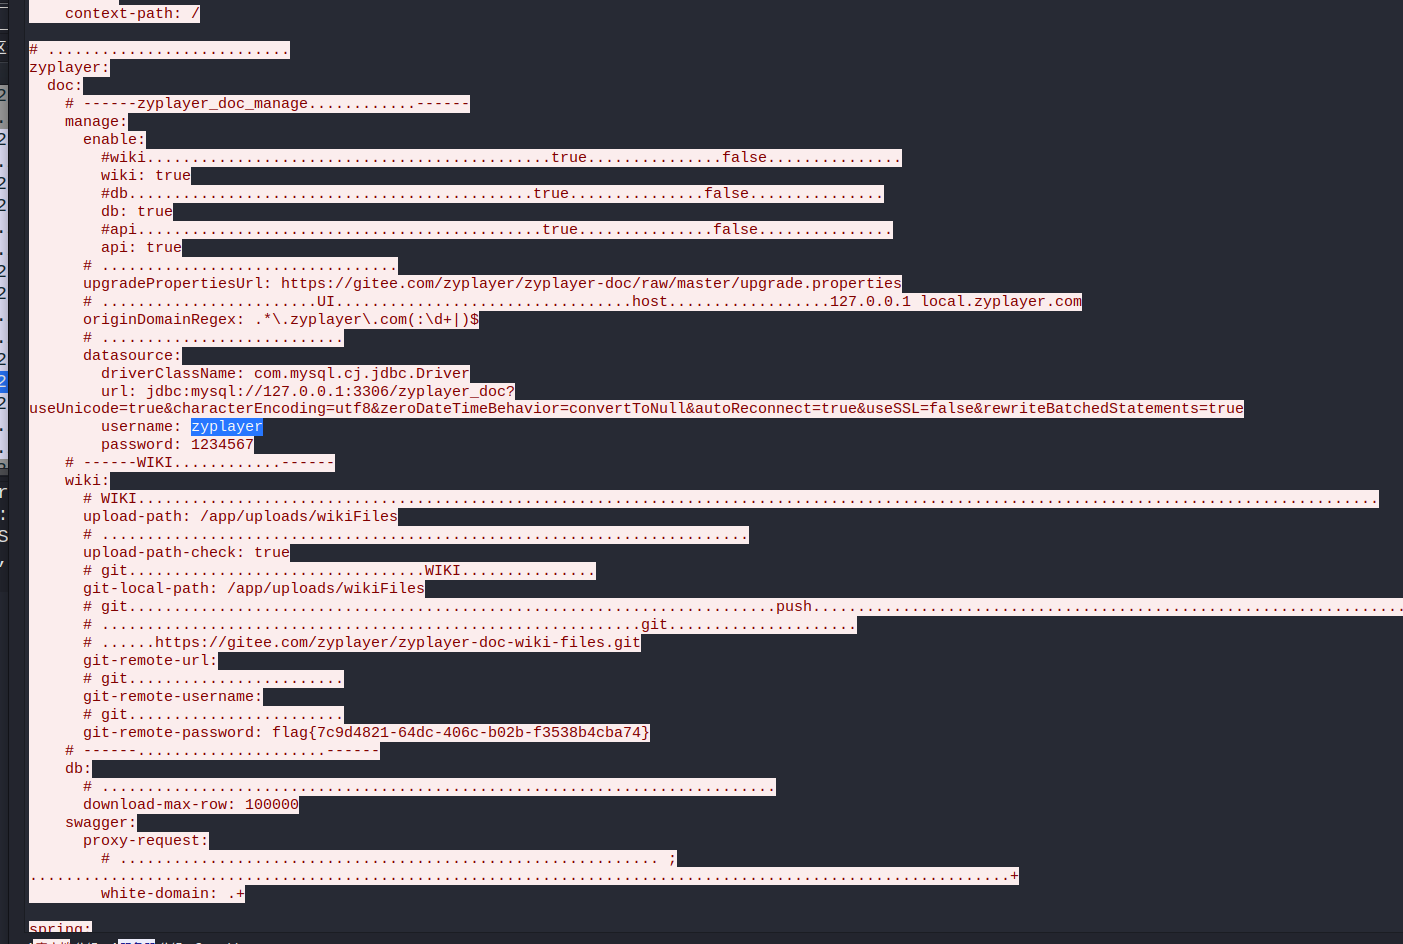 context-path: /
# ...........................
zyplayer:
doc:
# ------zyplayer_doc_manage............------
manage:
enable:
#wiki.............................................true...............false...............
wiki: true
#db.............................................true...............false...............
db: true
#api.............................................true...............false...............
api: true
# .................................
upgradePropertiesUrl: https://gitee.com/zyplayer/zyplayer-doc/raw/master/upgrade.properties
# ........................UI.................................host..................127.0.0.1 local.zyplayer.com
originDomainRegex: .*\.zyplayer\.com(:\d+|)$
# ...........................
datasource:
driverClassName: com.mysql.cj.jdbc.Driver
url: jdbc:mysql://127.0.0.1:3306/zyplayer_doc?
useUnicode=true&characterEncoding=utf8&zeroDateTimeBehavior=convertToNull&autoReconnect=true&useSSL=false&rewriteBatchedStatements=true
username: zyplayer
password: 1234567
# ------WIKI............------
wiki:
# WIKI..........................................................................................................................................
upload-path: /app/uploads/wikiFiles
# ........................................................................
upload-path-check: true
# git.................................WIKI...............
git-local-path: /app/uploads/wikiFiles
# git........................................................................push..................................................................
# ............................................................git.....................
# ......https://gitee.com/zyplayer/zyplayer-doc-wiki-files.git
git-remote-url:
# git........................
git-remote-username:
# git........................
git-remote-password: flag{7c9d4821-64dc-406c-b02b-f3538b4cba74}
# ------.....................------
db:
# ...........................................................................
download-max-row: 100000
swagger:
proxy-request:
# ............................................................ ;
.............................................................................................................+
white-domain: .+
spring: